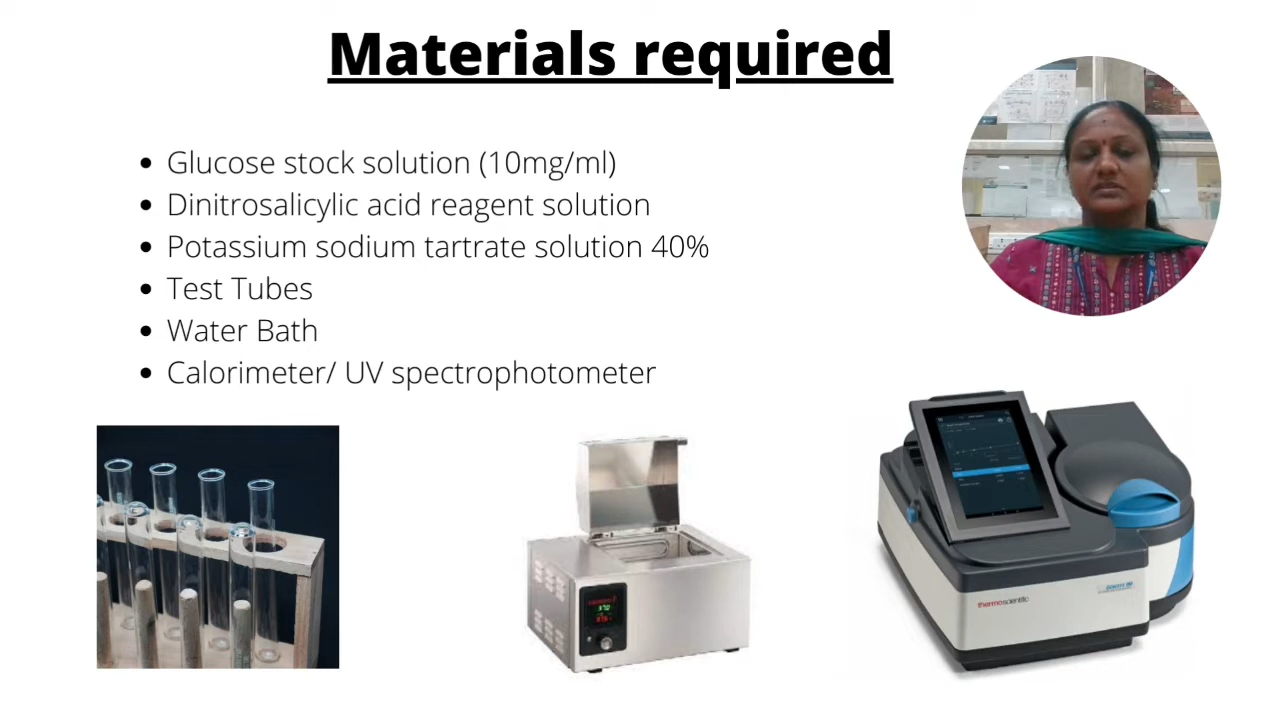 Materials required
Glucose stock solution (10mg/ml)
Dinitrosalicylic acid reagent solution
Potassium sodium tartrate solution 40%
Test Tubes
Water Bath
Calorimeter/ UV spectrophotometer
thermoscientific